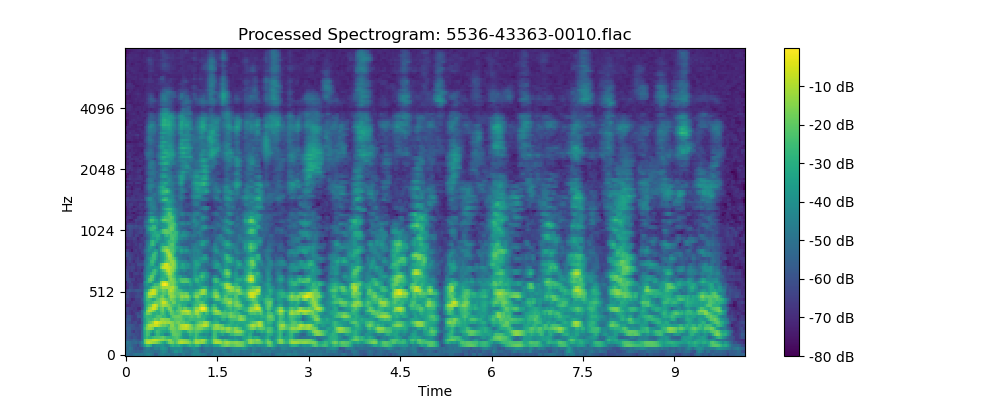 Processed Spectrogram: 5536-43363-0010.flac
Hz
4096
2048
1024
512
0
0 1.5 3 4.5 6 7.5 9
Time
-10 dB
-20 dB
-30 dB
-40 dB
-50 dB
-60 dB
-70 dB
-80 dB